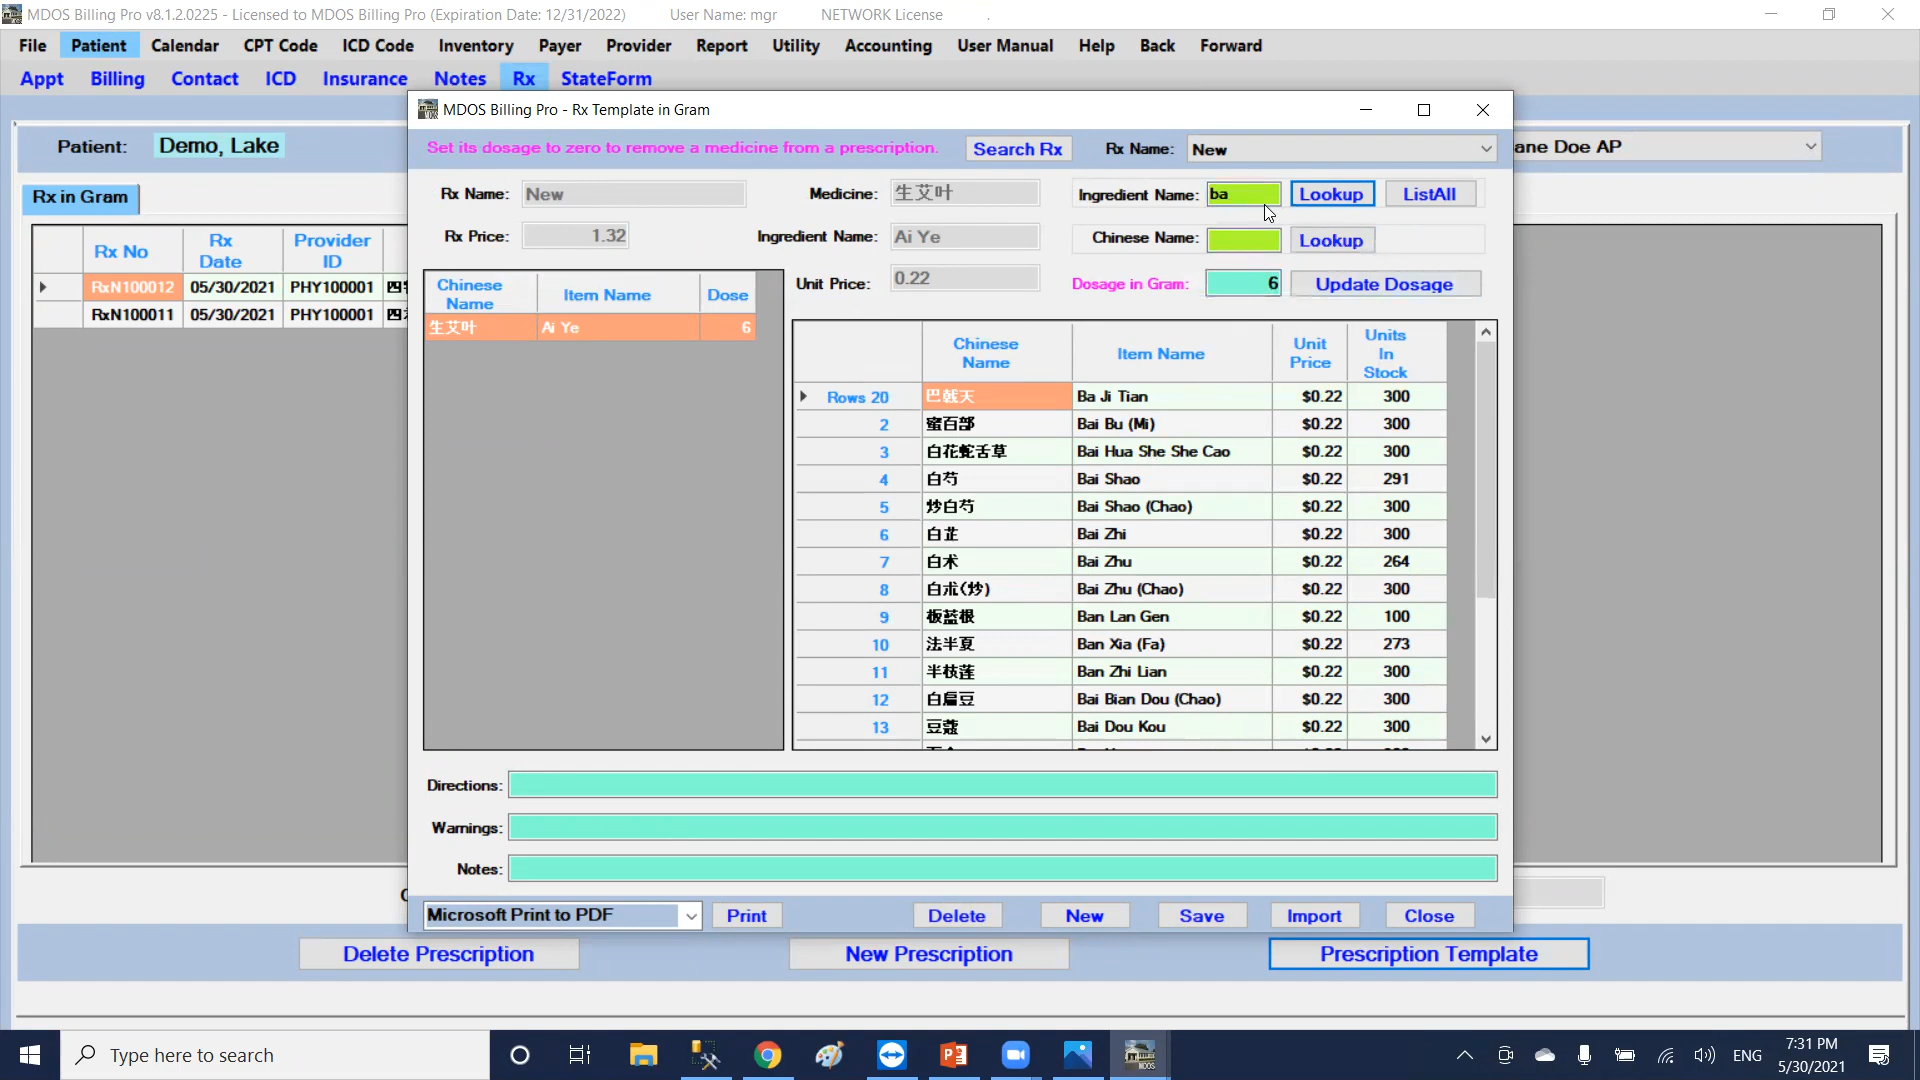 MDOS Billing Pro v8.1.2.0225 - Licensed to MDOS Billing Pro (Expiration Date: 12/31/2022) User Name: mgr NETWORK License .
File Patient Calendar CPT Code ICD Code Inventory Payer Provider Report Utility Accounting User Manual Help Back Forward
Appt Billing Contact ICD Insurance Notes Rx StateForm
MDOS Billing Pro - Rx Template in Gram
Patient: Demo, Lake
ane Doe AP
Set its dosage to zero to remove a medicine from a prescription. Search Rx Rx Name: New
Rx in Gram
Rx Name: New Medicine: 生艾叶 Ingredient Name: ba Lookup ListAll
Rx Price: 1.32 Ingredient Name: Ai Ye Chinese Name: Lookup
Unit Price: 0.22 Dosage in Gram: 6 Update Dosage
Rx No Rx Date Provider ID
RxN100012 05/30/2021 PHY100001
RxN100011 05/30/2021 PHY100001
Chinese Name Item Name Dose
生艾叶 Ai Ye 6
Chinese Name Item Name Unit Price Units In Stock
Rows 20 巴戟天 Ba Ji Tian $0.22 300
2 蜜百部 Bai Bu (Mi) $0.22 300
3 白花蛇舌草 Bai Hua She She Cao $0.22 300
4 白芍 Bai Shao $0.22 291
5 炒白芍 Bai Shao (Chao) $0.22 300
6 白芷 Bai Zhi $0.22 300
7 白术 Bai Zhu $0.22 264
8 白朮(炒) Bai Zhu (Chao) $0.22 300
9 板蓝根 Ban Lan Gen $0.22 100
10 法半夏 Ban Xia (Fa) $0.22 273
11 半枝莲 Ban Zhi Lian $0.22 300
12 白扁豆 Bai Bian Dou (Chao) $0.22 300
13 豆蔻 Bai Dou Kou $0.22 300
Directions:
Warnings:
Notes:
Microsoft Print to PDF Print Delete New Save Import Close
Delete Prescription New Prescription Prescription Template
Type here to search
ENG
7:31 PM
5/30/2021